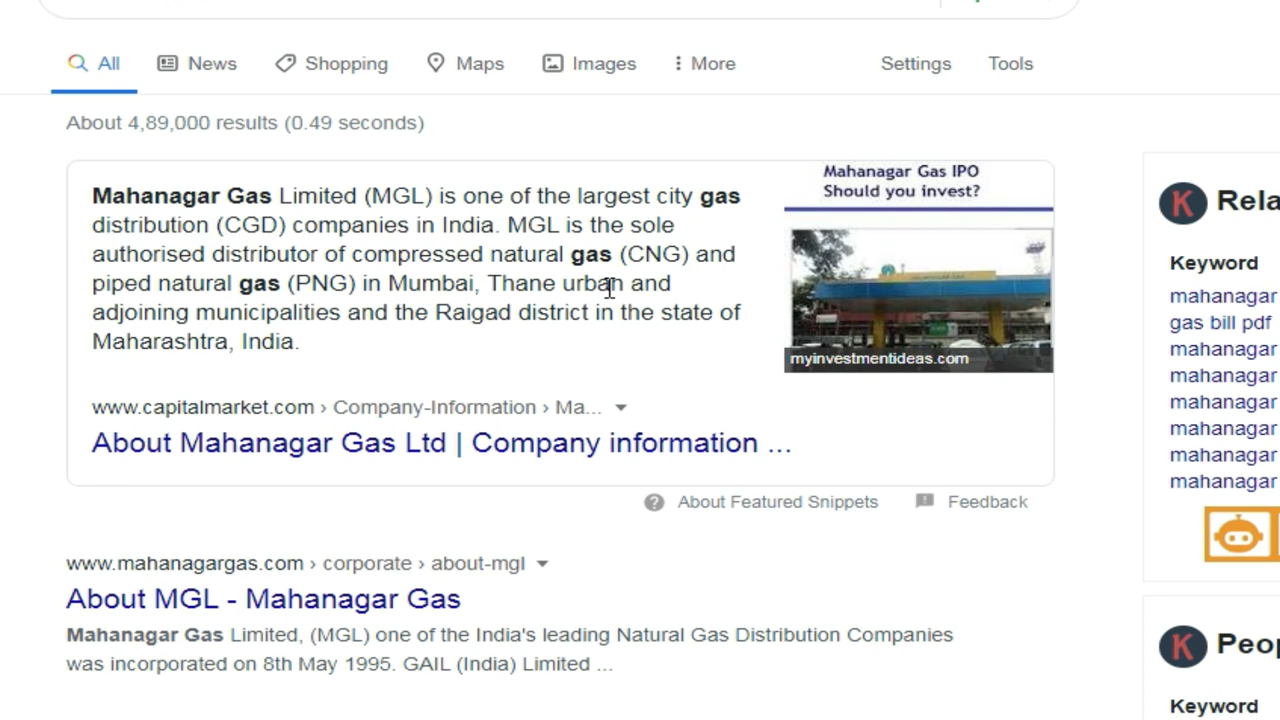 All News Shopping Maps Images More Settings Tools
About 4,89,000 results (0.49 seconds)
Mahanagar Gas Limited (MGL) is one of the largest city gas
distribution (CGD) companies in India. MGL is the sole
authorised distributor of compressed natural gas (CNG) and
piped natural gas (PNG) in Mumbai, Thane urban and
adjoining municipalities and the Raigad district in the state of
Maharashtra, India.
Mahanagar Gas IPO
Should you invest?
myinvestmentideas.com
www.capitalmarket.com › Company-Information › Ma...
About Mahanagar Gas Ltd | Company information ...
About Featured Snippets Feedback
www.mahanagargas.com › corporate › about-mgl
About MGL - Mahanagar Gas
Mahanagar Gas Limited, (MGL) one of the India's leading Natural Gas Distribution Companies
was incorporated on 8th May 1995. GAIL (India) Limited ...
K Rela
Keyword
mahanagar
gas bill pdf
mahanagar
mahanagar
mahanagar
mahanagar
mahanagar
mahanagar
K Peop
Keyword